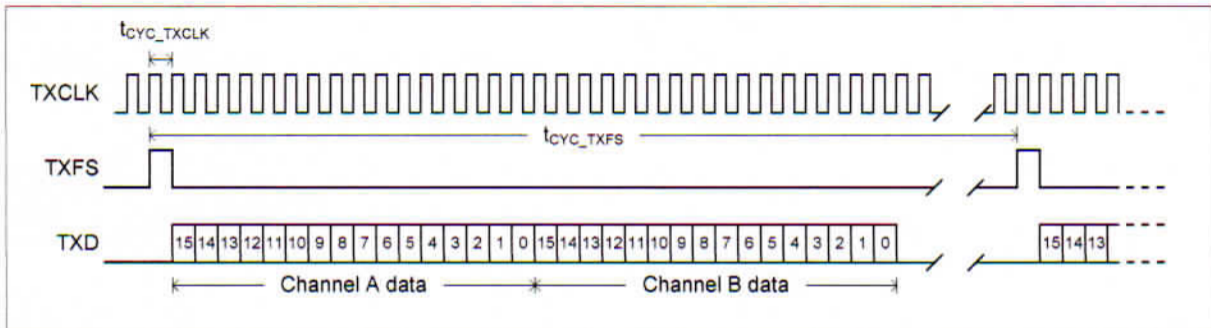 tCYC_TXCLK
TXCLK
tCYC_TXFS
TXFS
TXD
15 14 13 12 11 10 9 8 7 6 5 4 3 2 1 0 15 14 13 12 11 10 9 8 7 6 5 4 3 2 1 0 15 14 13
Channel A data Channel B data